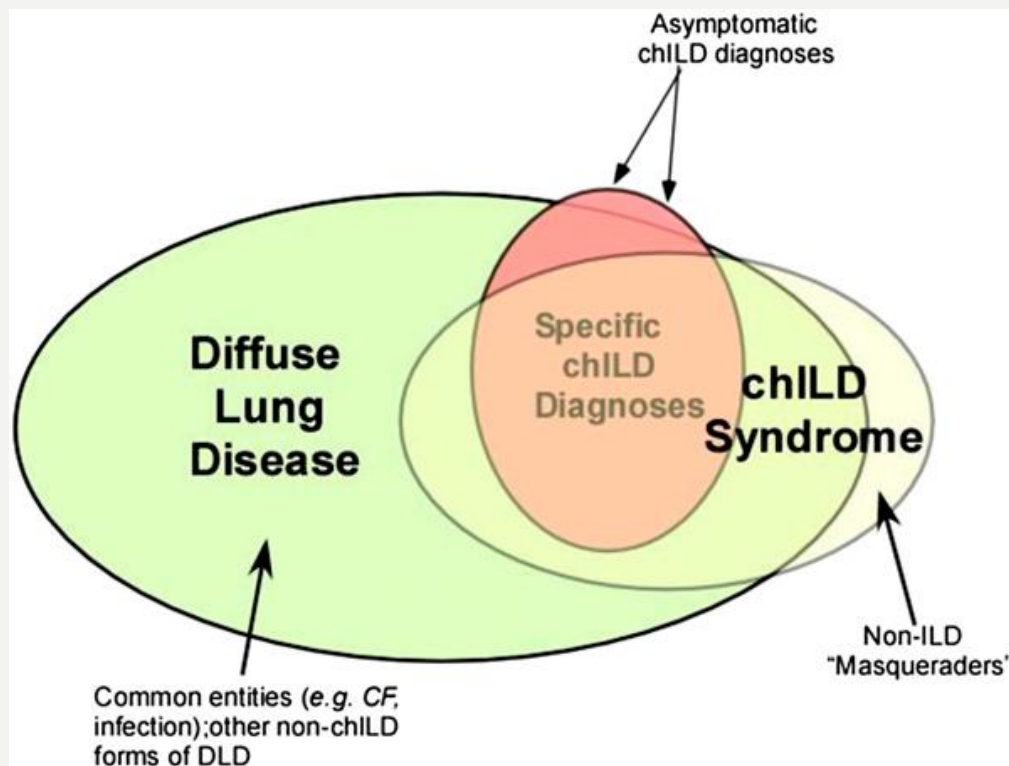 Asymptomatic
chILD diagnoses
Specific
chILD
Diagnoses
Diffuse
Lung
Disease
chILD
Syndrome
Non-ILD
"Masqueraders"
Common entities (e.g. CF,
infection);other non-chILD
forms of DLD